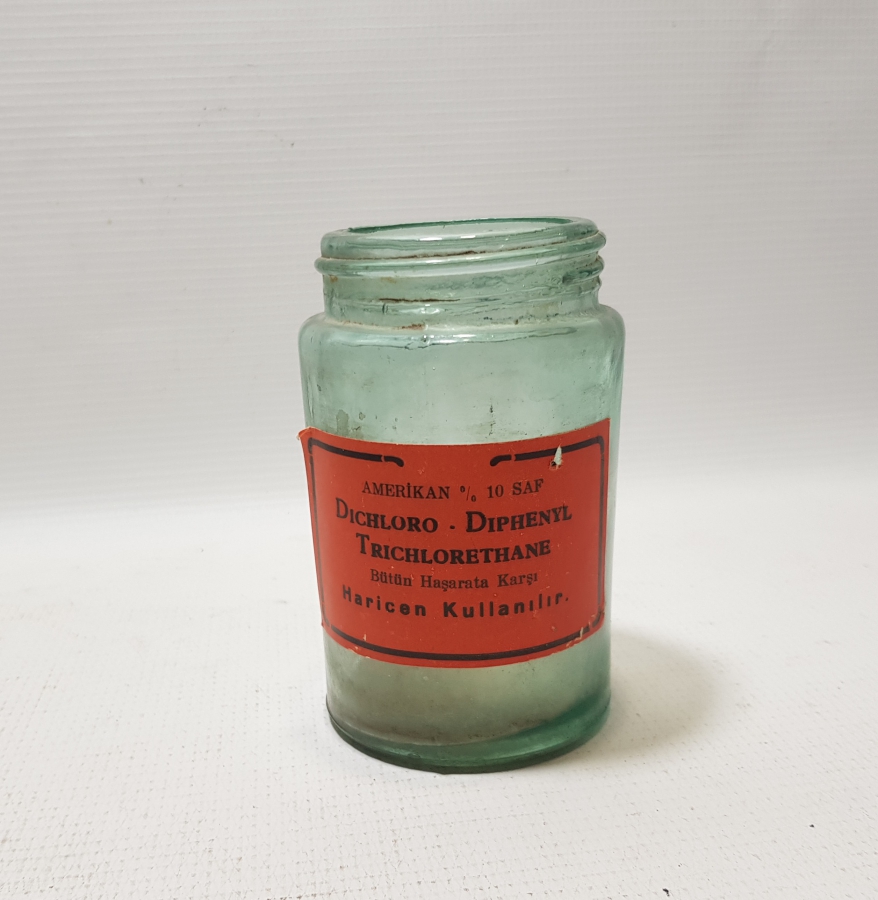 AMERİKAN % 10 SAF
DICHLORO - DIPHENYL
TRICHLORETHANE
Bütün Haşarata Karşı
Haricen Kullanılır.